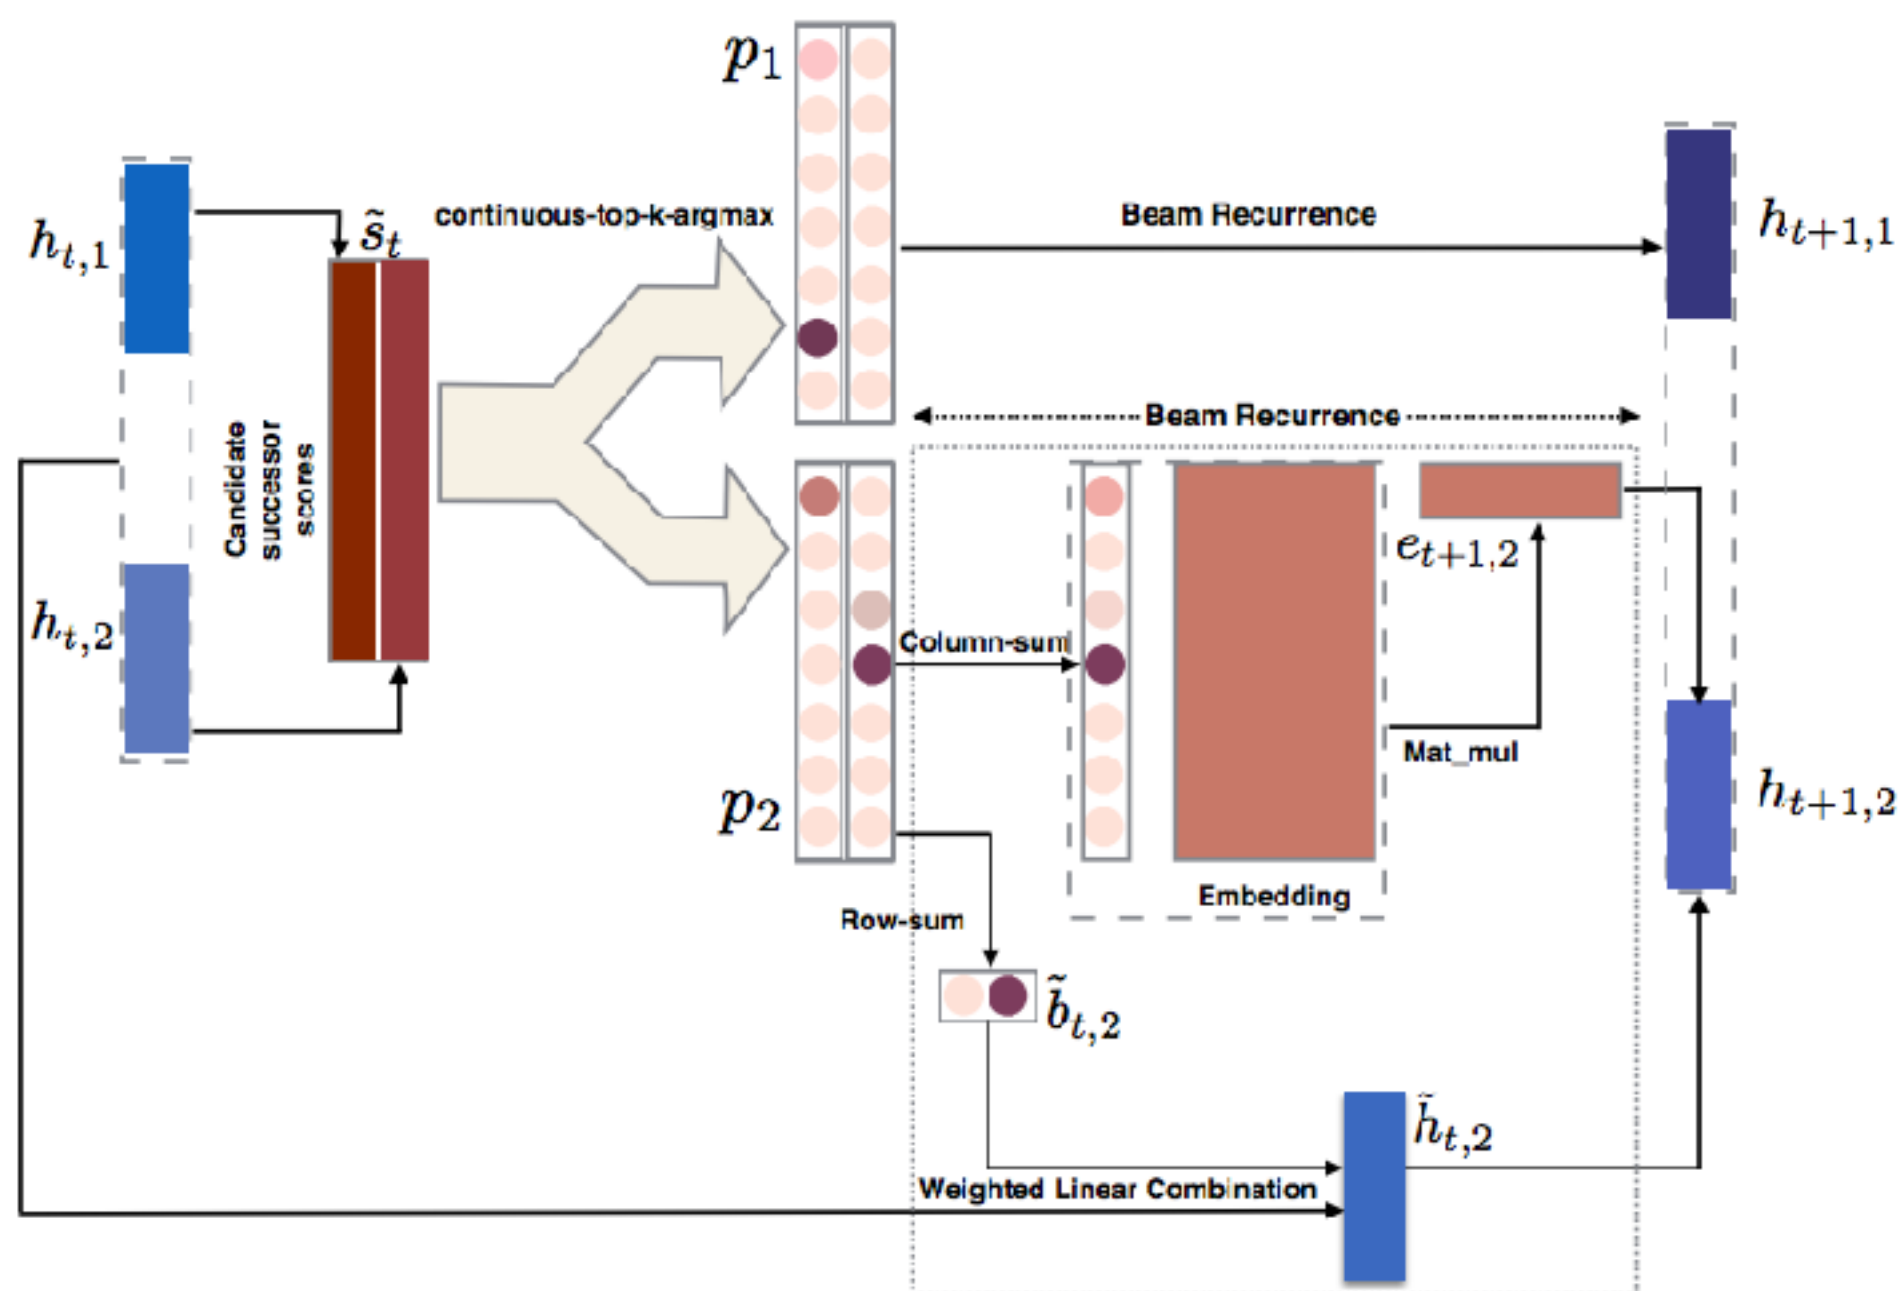 p₁
h_{t,1}
s̃_t
continuous-top-k-argmax
Beam Recurrence
h_{t+1,1}
Candidate
successor
scores
Beam Recurrence
h_{t,2}
Column-sum
e_{t+1,2}
Mat_mul
p₂
h_{t+1,2}
Embedding
Row-sum
b̃_{t,2}
h̃_{t,2}
Weighted Linear Combination